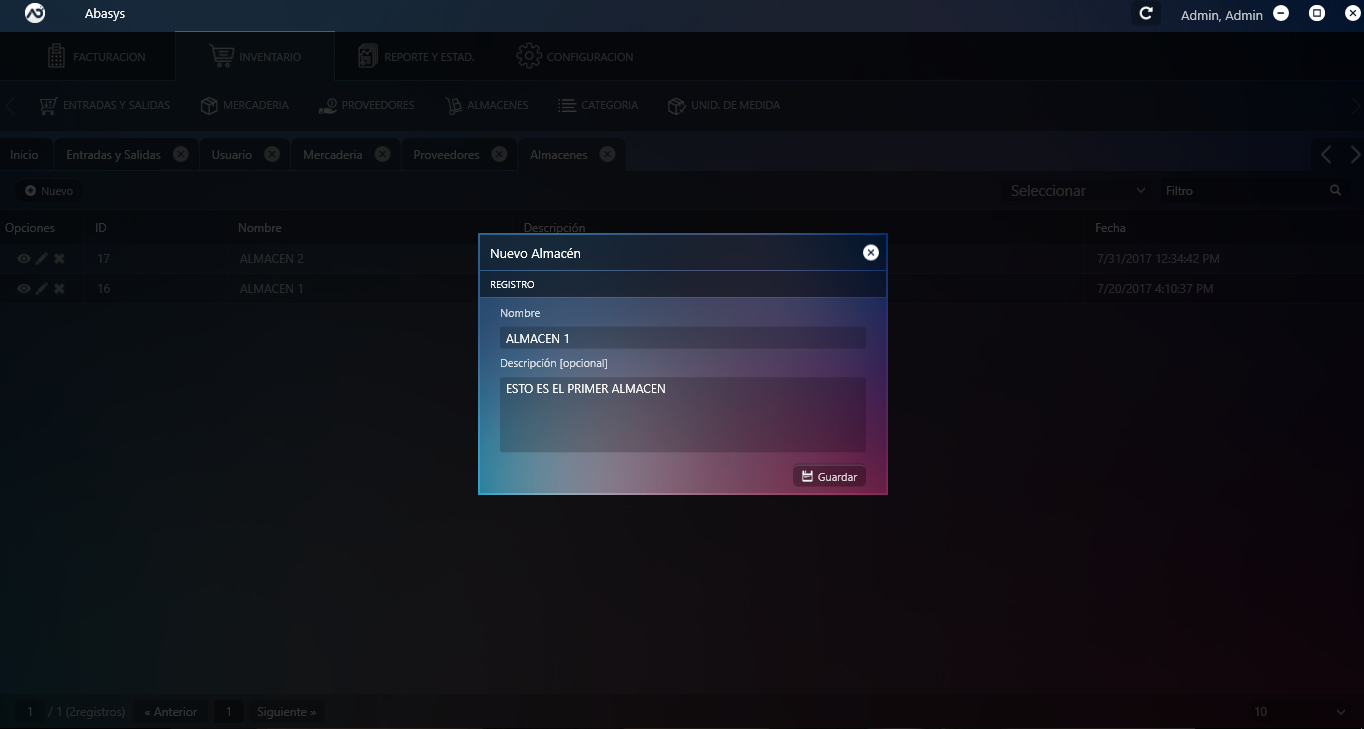 Abasys Admin, Admin
FACTURACION INVENTARIO REPORTE Y ESTAD. CONFIGURACION
ENTRADAS Y SALIDAS MERCADERIA PROVEEDORES ALMACENES CATEGORIA UNID. DE MEDIDA
Inicio Entradas y Salidas Usuario Mercaderia Proveedores Almacenes
Nuevo Seleccionar Filtro
Opciones ID Nombre Descripción Fecha
17 ALMACEN 2 7/31/2017 12:34:42 PM
16 ALMACEN 1 7/20/2017 4:10:37 PM
Nuevo Almacén
REGISTRO
Nombre
ALMACEN 1
Descripción [opcional]
ESTO ES EL PRIMER ALMACEN
Guardar
1 / 1 (2registros) « Anterior 1 Siguiente » 10